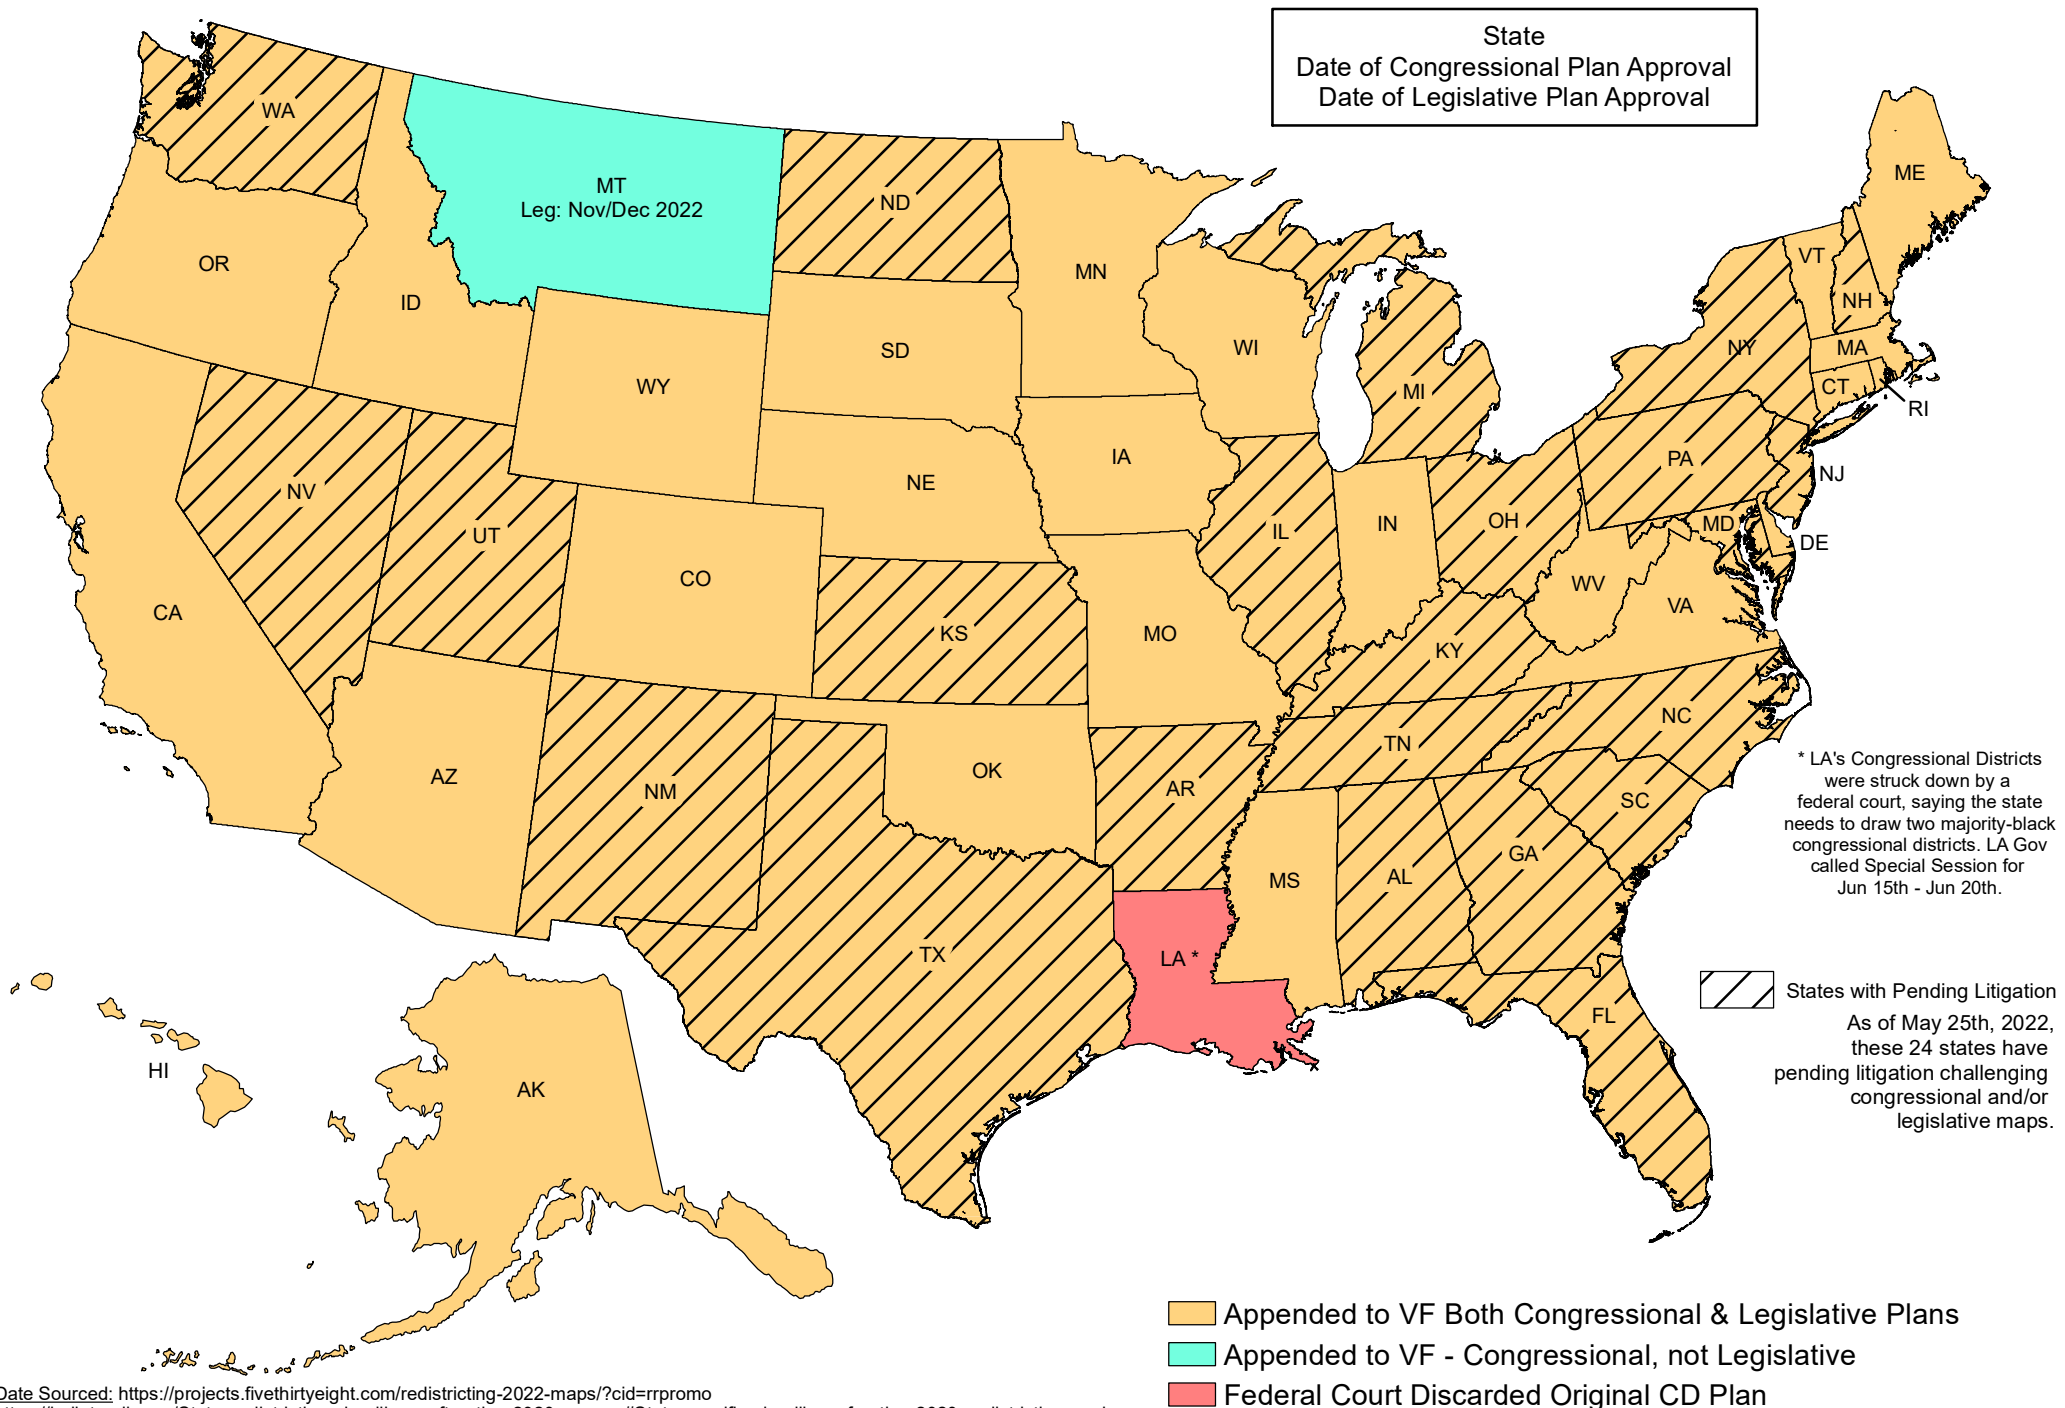 State
Date of Congressional Plan Approval
Date of Legislative Plan Approval
WA
MT
Leg: Nov/Dec 2022
ND
ME
OR
ID
MN
VT
NH
WY
SD
WI
MI
NY
MA
CT
RI
NV
UT
NE
IA
IL
IN
OH
PA
NJ
MD
DE
CA
CO
KS
MO
WV
VA
KY
AZ
NM
OK
AR
TN
NC
SC
* LA's Congressional Districts
were struck down by a
federal court, saying the state
needs to draw two majority-black
congressional districts. LA Gov
called Special Session for
Jun 15th - Jun 20th.
TX
LA *
MS
AL
GA
FL
HI
AK
States with Pending Litigation
As of May 25th, 2022,
these 24 states have
pending litigation challenging
congressional and/or
legislative maps.
Appended to VF Both Congressional & Legislative Plans
Appended to VF - Congressional, not Legislative
Federal Court Discarded Original CD Plan
Date Sourced: https://projects.fivethirtyeight.com/redistricting-2022-maps/?cid=rrpromo